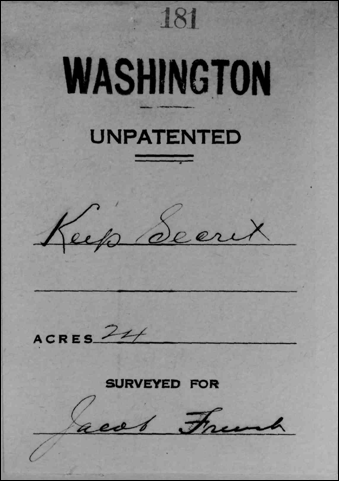 181
WASHINGTON
UNPATENTED
Keep Secret
ACRES 24
SURVEYED FOR
Jacob French